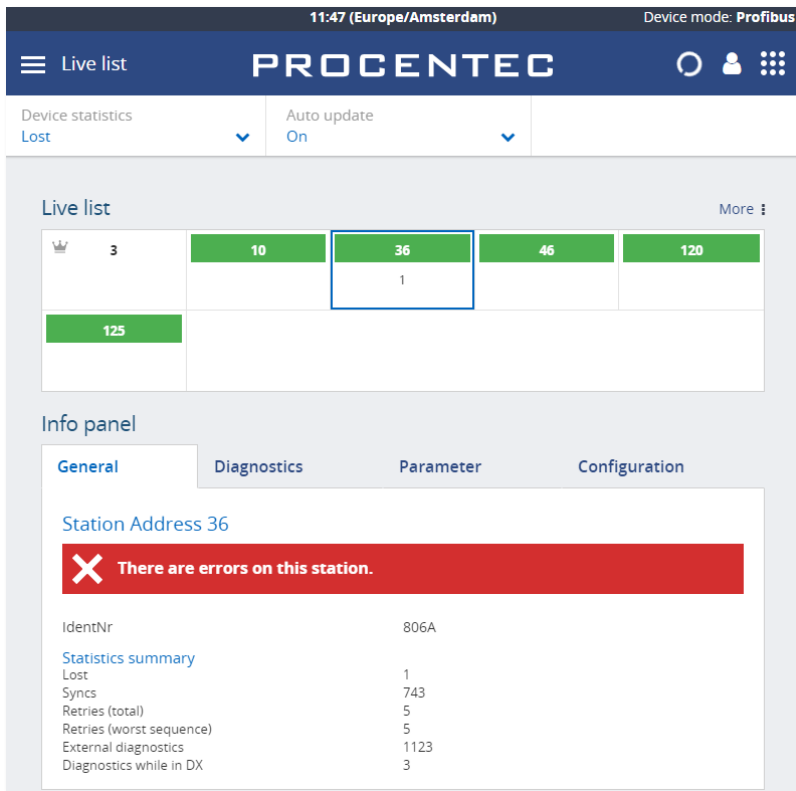 11:47 (Europe/Amsterdam) Device mode: Profibus
Live list PROCENTEC
Device statistics Auto update
Lost On
Live list More
3 10 36 46 120
1
125
Info panel
General Diagnostics Parameter Configuration
Station Address 36
There are errors on this station.
IdentNr 806A
Statistics summary
Lost 1
Syncs 743
Retries (total) 5
Retries (worst sequence) 5
External diagnostics 1123
Diagnostics while in DX 3